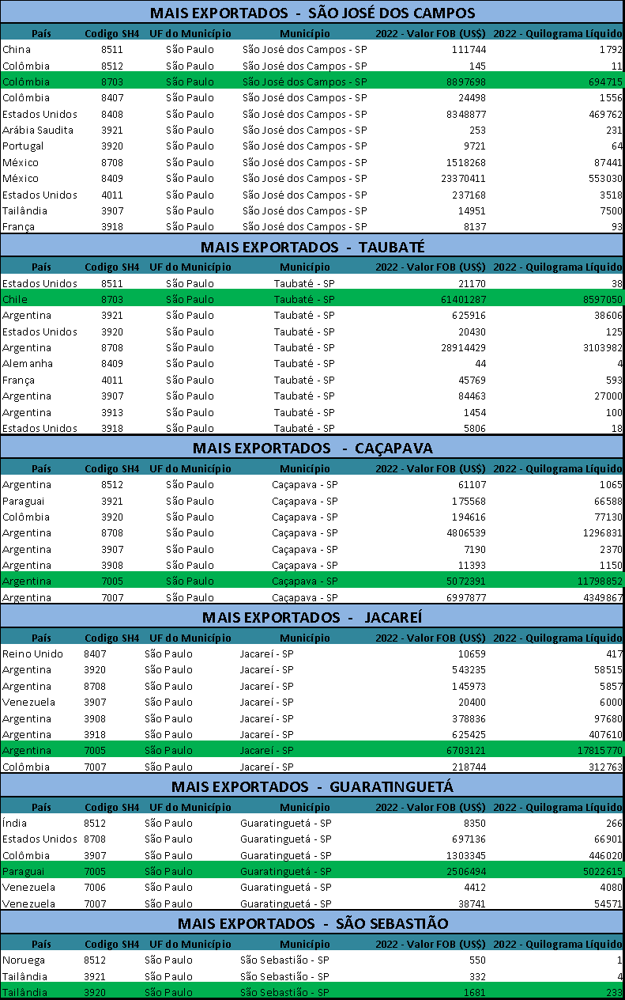 MAIS EXPORTADOS - SÃO JOSÉ DOS CAMPOS
País Codigo SH4 UF do Município Município 2022 - Valor FOB (US$) 2022 - Quilograma Líquido
China 8511 São Paulo São José dos Campos - SP 111744 1792
Colômbia 8512 São Paulo São José dos Campos - SP 145 11
Colômbia 8703 São Paulo São José dos Campos - SP 8897698 694715
Colômbia 8407 São Paulo São José dos Campos - SP 24498 1556
Estados Unidos 8408 São Paulo São José dos Campos - SP 8348877 469762
Arábia Saudita 3921 São Paulo São José dos Campos - SP 253 231
Portugal 3920 São Paulo São José dos Campos - SP 9721 64
México 8708 São Paulo São José dos Campos - SP 1518268 87441
México 8409 São Paulo São José dos Campos - SP 23370411 553030
Estados Unidos 4011 São Paulo São José dos Campos - SP 237168 3518
Tailândia 3907 São Paulo São José dos Campos - SP 14951 7500
França 3918 São Paulo São José dos Campos - SP 8137 93
MAIS EXPORTADOS - TAUBATÉ
País Codigo SH4 UF do Município Município 2022 - Valor FOB (US$) 2022 - Quilograma Líquido
Estados Unidos 8511 São Paulo Taubaté - SP 21170 38
Chile 8703 São Paulo Taubaté - SP 61401287 8597050
Argentina 3921 São Paulo Taubaté - SP 625916 38606
Estados Unidos 3920 São Paulo Taubaté - SP 20430 125
Argentina 8708 São Paulo Taubaté - SP 28914429 3103982
Alemanha 8409 São Paulo Taubaté - SP 44 4
França 4011 São Paulo Taubaté - SP 45769 593
Argentina 3907 São Paulo Taubaté - SP 84463 27000
Argentina 3913 São Paulo Taubaté - SP 1454 100
Estados Unidos 3918 São Paulo Taubaté - SP 5806 18
MAIS EXPORTADOS - CAÇAPAVA
País Codigo SH4 UF do Município Município 2022 - Valor FOB (US$) 2022 - Quilograma Líquido
Argentina 8512 São Paulo Caçapava - SP 61107 1065
Paraguai 3921 São Paulo Caçapava - SP 175568 66588
Colômbia 3920 São Paulo Caçapava - SP 194616 77130
Argentina 8708 São Paulo Caçapava - SP 4806539 1296831
Argentina 3907 São Paulo Caçapava - SP 7190 2370
Argentina 3908 São Paulo Caçapava - SP 11393 1150
Argentina 7005 São Paulo Caçapava - SP 5072391 11798852
Argentina 7007 São Paulo Caçapava - SP 6997891 4349867
MAIS EXPORTADOS - JACAREÍ
País Codigo SH4 UF do Município Município 2022 - Valor FOB (US$) 2022 - Quilograma Líquido
Reino Unido 8407 São Paulo Jacareí - SP 10659 417
Argentina 3920 São Paulo Jacareí - SP 543235 58515
Argentina 8708 São Paulo Jacareí - SP 145973 5857
Venezuela 3907 São Paulo Jacareí - SP 20400 6000
Argentina 3908 São Paulo Jacareí - SP 378836 97680
Argentina 3918 São Paulo Jacareí - SP 625425 407610
Argentina 7005 São Paulo Jacareí - SP 6703121 17815770
Colômbia 7007 São Paulo Jacareí - SP 218744 312763
MAIS EXPORTADOS - GUARATINGUETÁ
País Codigo SH4 UF do Município Município 2022 - Valor FOB (US$) 2022 - Quilograma Líquido
Índia 8512 São Paulo Guaratinguetá - SP 8350 266
Estados Unidos 8708 São Paulo Guaratinguetá - SP 697136 66901
Colômbia 3907 São Paulo Guaratinguetá - SP 1303345 446020
Paraguai 7005 São Paulo Guaratinguetá - SP 2506494 5022615
Venezuela 7006 São Paulo Guaratinguetá - SP 4412 4080
Venezuela 7007 São Paulo Guaratinguetá - SP 38741 54571
MAIS EXPORTADOS - SÃO SEBASTIÃO
País Codigo SH4 UF do Município Município 2022 - Valor FOB (US$) 2022 - Quilograma Líquido
Noruega 8512 São Paulo São Sebastião - SP 550 1
Tailândia 3921 São Paulo São Sebastião - SP 332 4
Tailândia 3920 São Paulo São Sebastião - SP 1681 233